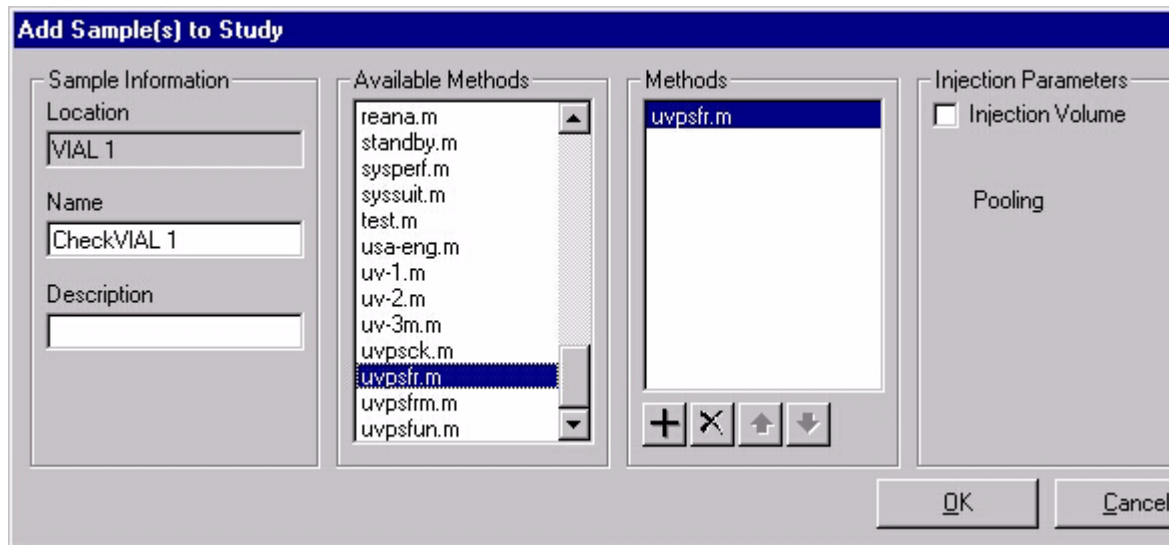 Add Sample(s) to Study
Sample Information
Location
VIAL 1
Name
CheckVIAL 1
Description
Available Methods
reana.m
standby.m
sysperf.m
syssuit.m
test.m
usa-eng.m
uv-1.m
uv-2.m
uv-3m.m
uvpsck.m
uvpsfr.m
uvpsfrm.m
uvpsfun.m
Methods
uvpsfr.m
Injection Parameters
Injection Volume
Pooling
OK
Cancel